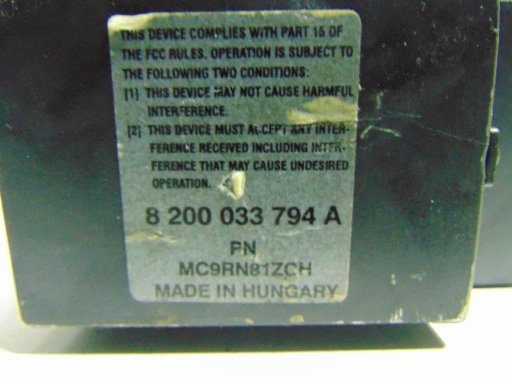 THIS DEVICE COMPLIES WITH PART 15 OF
THE FCC RULES. OPERATION IS SUBJECT TO
THE FOLLOWING TWO CONDITIONS:
[1] THIS DEVICE MAY NOT CAUSE HARMFUL
INTERFERENCE.
[2] THIS DEVICE MUST ACCEPT ANY INTER-
FERENCE RECEIVED INCLUDING INTER-
FERENCE THAT MAY CAUSE UNDESIRED
OPERATION.
8 200 033 794 A
PN
MC9RN81ZCH
MADE IN HUNGARY